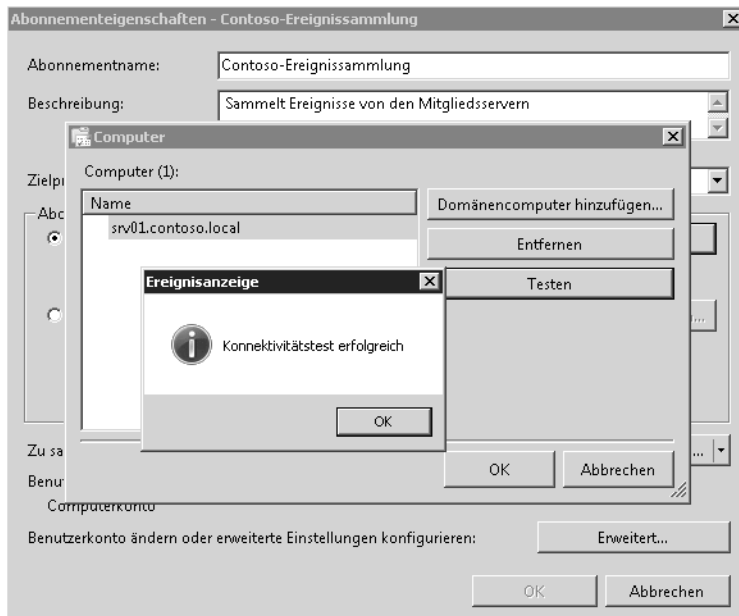 Abonnementeigenschaften - Contoso-Ereignissammlung
Abonnementname:
Contoso-Ereignissammlung
Beschreibung:
Sammelt Ereignisse von den Mitgliedsservern
Computer
Computer (1):
Name
srv01.contoso.local
Domänencomputer hinzufügen...
Entfernen
Testen
Ereignisanzeige
Konnektivitätstest erfolgreich
OK
OK
Abbrechen
Computerkonto
Benutzerkonto ändern oder erweiterte Einstellungen konfigurieren:
Erweitert...
OK
Abbrechen